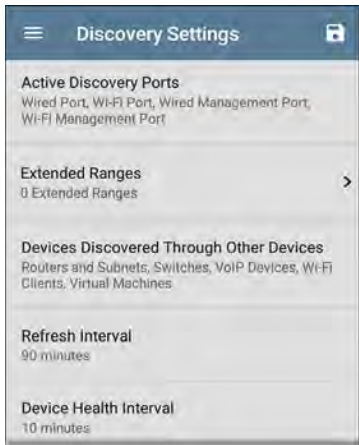 Discovery Settings
Active Discovery Ports
Wired Port, Wi-Fi Port, Wired Management Port,
Wi-Fi Management Port
Extended Ranges
0 Extended Ranges
Devices Discovered Through Other Devices
Routers and Subnets, Switches, VoIP Devices, Wi-Fi
Clients, Virtual Machines
Refresh Interval
90 minutes
Device Health Interval
10 minutes